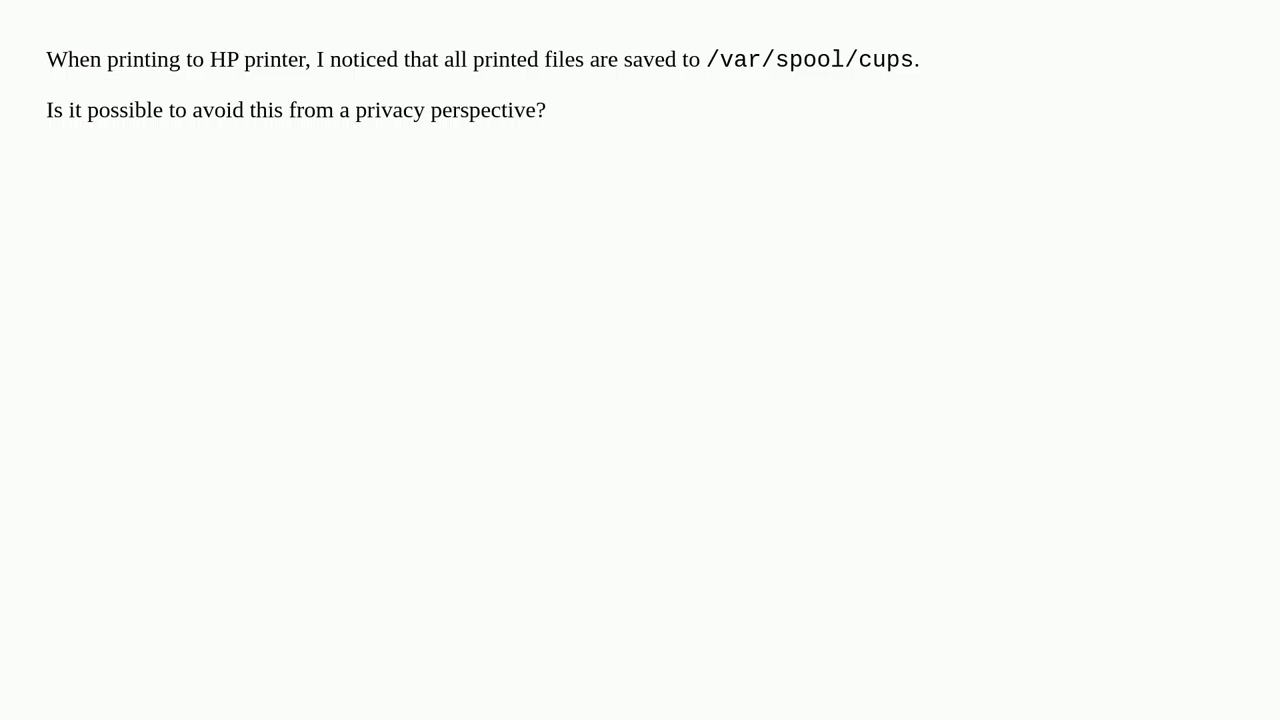 When printing to HP printer, I noticed that all printed files are saved to /var/spool/cups.
Is it possible to avoid this from a privacy perspective?